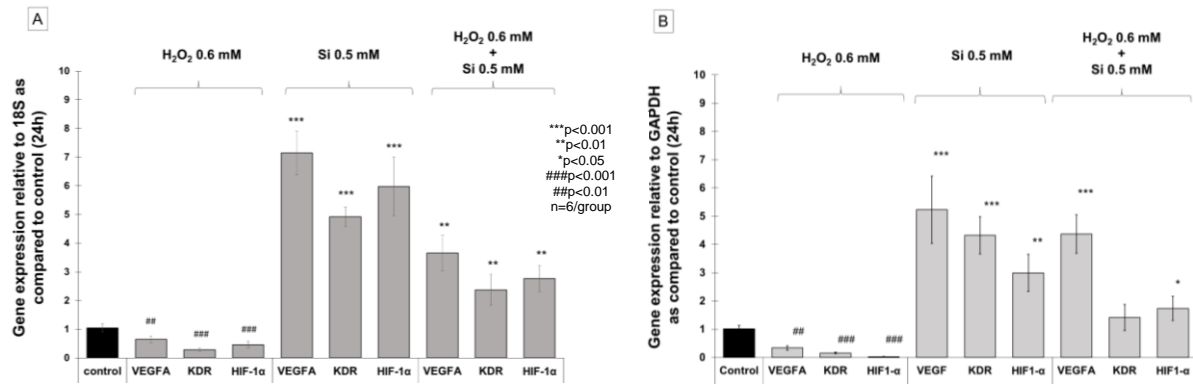 A
H₂O₂ 0.6 mM
Si 0.5 mM
H₂O₂ 0.6 mM
+
Si 0.5 mM
Gene expression relative to 18S as
compared to control (24h)
10
9
8
7
6
5
4
3
2
1
0
##
###
###
***
***
***
**
**
**
***p<0.001
**p<0.01
*p<0.05
###p<0.001
##p<0.01
n=6/group
control
VEGFA
KDR
HIF-1α
VEGFA
KDR
HIF-1α
VEGFA
KDR
HIF-1α
B
H₂O₂ 0.6 mM
Si 0.5 mM
H₂O₂ 0.6 mM
+
Si 0.5 mM
Gene expression relative to GAPDH
as compared to control (24h)
10
9
8
7
6
5
4
3
2
1
0
##
###
###
***
***
**
***
*
Control
VEGFA
KDR
HIF1-α
VEGF
KDR
HIF1-α
VEGFA
KDR
HIF1-α